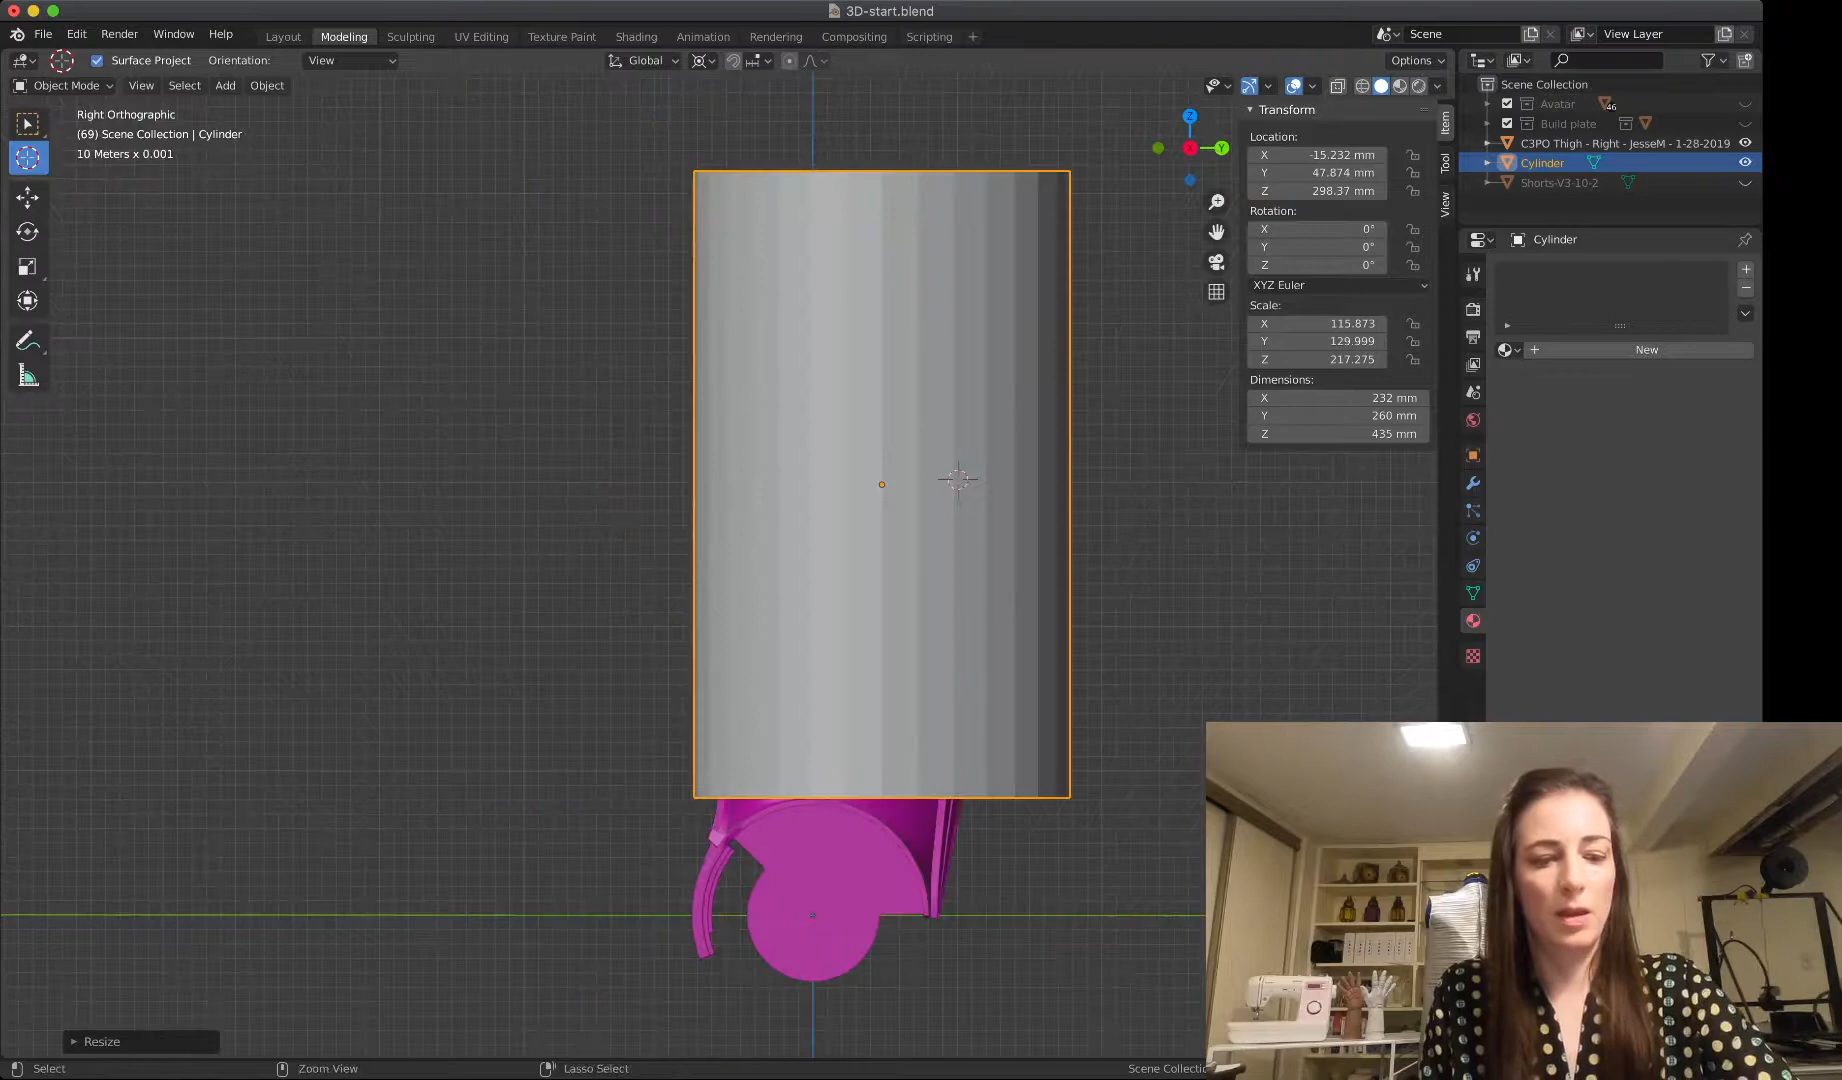 3D-start.blend
File Edit Render Window Help Layout Modeling Sculpting UV Editing Texture Paint Shading Animation Rendering Compositing Scripting + Scene View Layer
Surface Project Orientation: View Global Options
Object Mode View Select Add Object
Right Orthographic
(69) Scene Collection | Cylinder
10 Meters x 0.001
Z
X
Y
Transform
Location:
X -15.232 mm
Y 47.874 mm
Z 298.37 mm
Rotation:
X 0°
Y 0°
Z 0°
XYZ Euler
Scale:
X 115.873
Y 129.999
Z 217.275
Dimensions:
X 232 mm
Y 260 mm
Z 435 mm
Item
Tool
View
Scene Collection
Avatar 46
Build plate
C3PO Thigh - Right - JesseM - 1-28-2019
Cylinder
Shorts-V3-10-2
Cylinder
New
Resize
Select Zoom View Lasso Select Scene Collectio